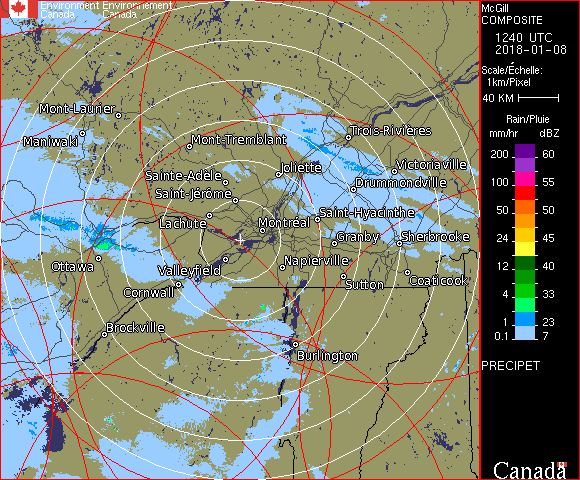 Environment Environnement
Canada Canada
McGill
COMPOSITE
1240 UTC
2018-01-08
Scale/Échelle:
1km/Pixel
40 KM
Rain/Pluie
mm/hr dBZ
200 60
100 55
75 53
50 50
24 45
12 40
4 33
1 23
0.1 7
PRECIPET
Canada
Mont-Laurier
Maniwaki
Mont-Tremblant
Trois-Rivières
Joliette
Victoriaville
Sainte-Adèle
Drummondville
Saint-Jérôme
Saint-Hyacinthe
Lachute
Montréal
Granby
Sherbrooke
Ottawa
Valleyfield
Napierville
Coaticook
Cornwall
Sutton
Brockville
Burlington